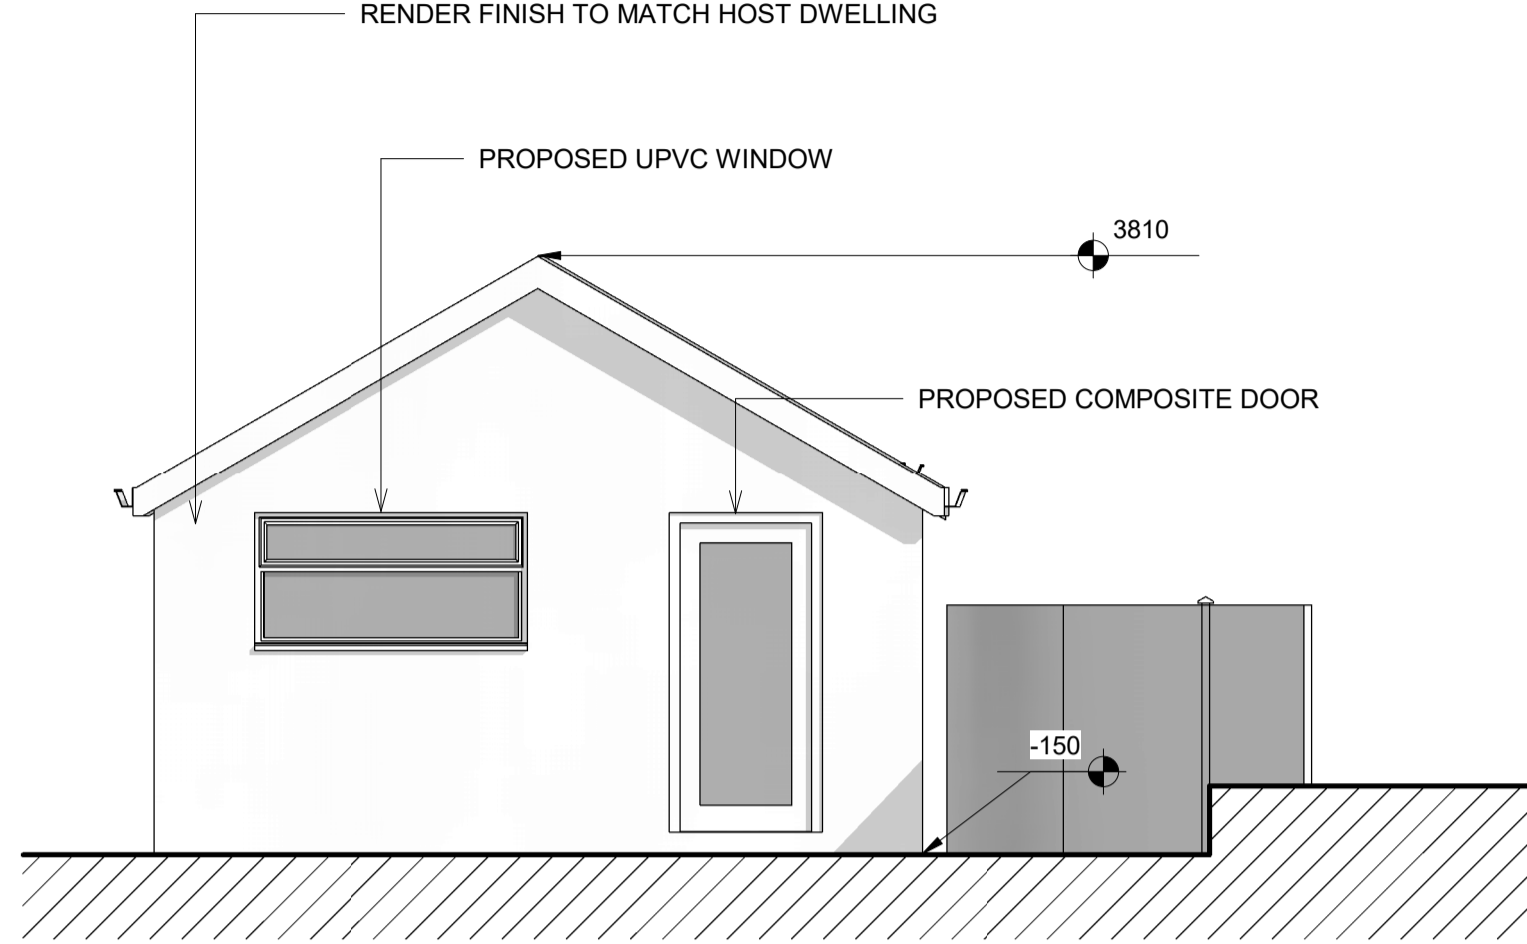 RENDER FINISH TO MATCH HOST DWELLING
PROPOSED UPVC WINDOW
3810
PROPOSED COMPOSITE DOOR
-150